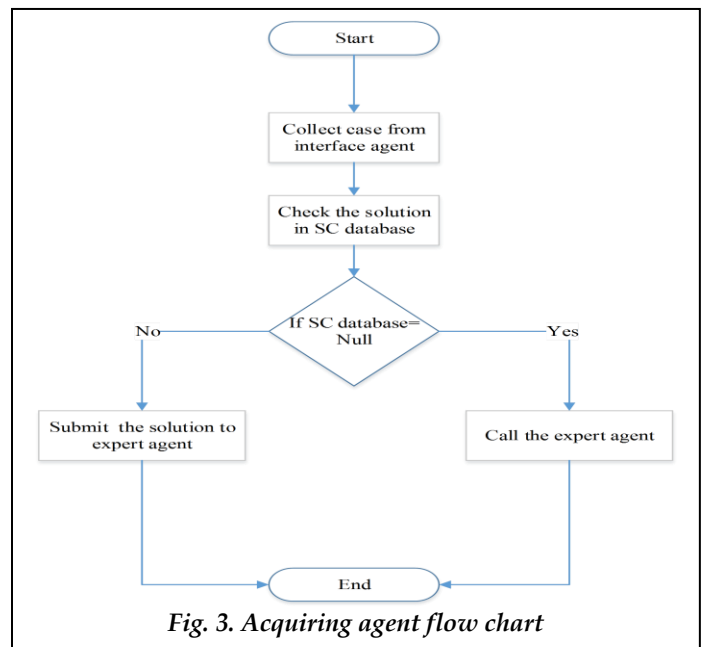 Start
Collect case from
interface agent
Check the solution
in SC database
If SC database=
Null
No
Yes
Submit the solution to
expert agent
Call the expert agent
End
Fig. 3. Acquiring agent flow chart